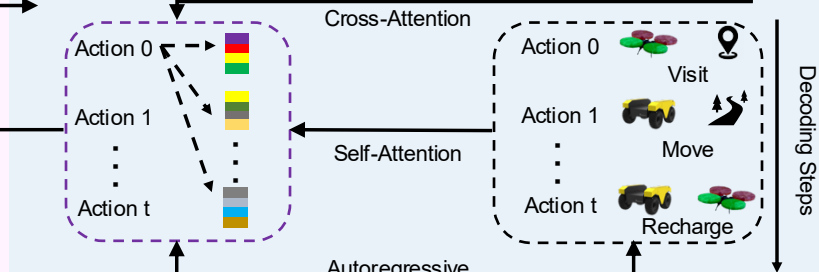 Cross-Attention
Action 0
Action 1
Action t
Self-Attention
Action 0
Visit
Action 1
Move
Action t
Recharge
Decoding Steps
Autoregressive